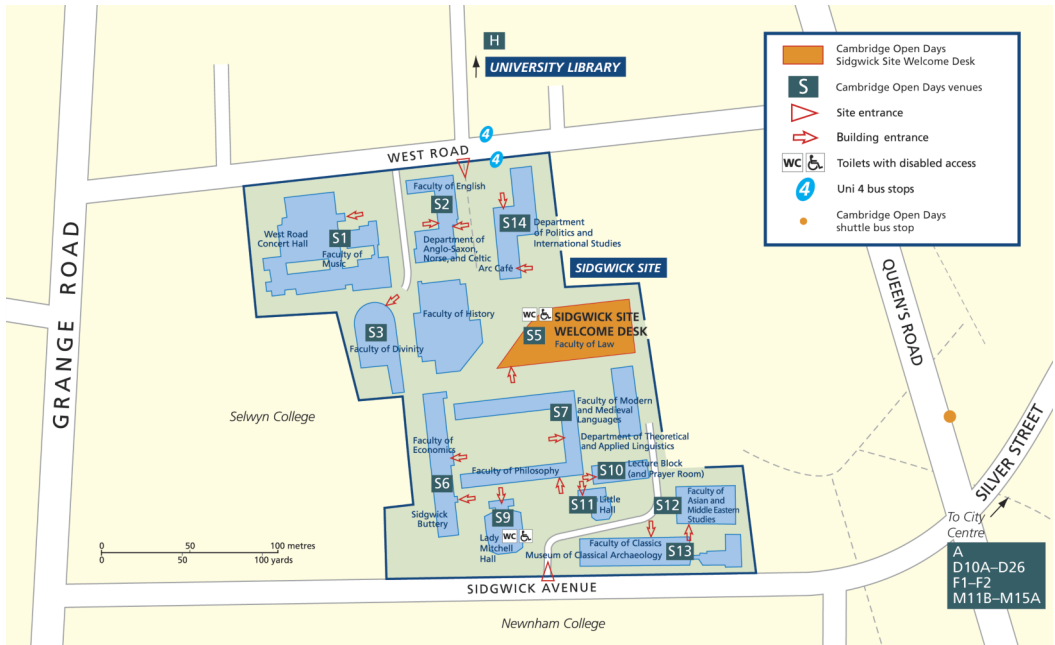 H
UNIVERSITY LIBRARY
Cambridge Open Days
Sidgwick Site Welcome Desk
S
Cambridge Open Days venues
Site entrance
Building entrance
WC
Toilets with disabled access
4
Uni 4 bus stops
Cambridge Open Days
shuttle bus stop
4
4
WEST ROAD
GRANGE ROAD
QUEEN'S ROAD
SILVER STREET
Faculty of English
S2
S14
Department
of Politics and
International Studies
West Road
Concert Hall
S1
Faculty of
Music
Department of
Anglo-Saxon,
Norse, and Celtic
Arc Café
SIDGWICK SITE
S3
Faculty of Divinity
Faculty of History
WC
SIDGWICK SITE
WELCOME DESK
S5
Faculty of Law
Selwyn College
S7
Faculty of Modern
and Medieval
Languages
Faculty of
Economics
Department of Theoretical
and Applied Linguistics
Faculty of Philosophy
S10
Lecture Block
(and Prayer Room)
S6
Sidgwick
Buttery
S9
Lady
Mitchell
Hall
WC
S11
Little
Hall
S12
Faculty of
Asian and
Middle Eastern
Studies
Faculty of Classics
Museum of Classical Archaeology
S13
0
50
100 metres
0
50
100 yards
SIDGWICK AVENUE
Newnham College
To City
Centre
A
D10A–D26
F1–F2
M11B–M15A